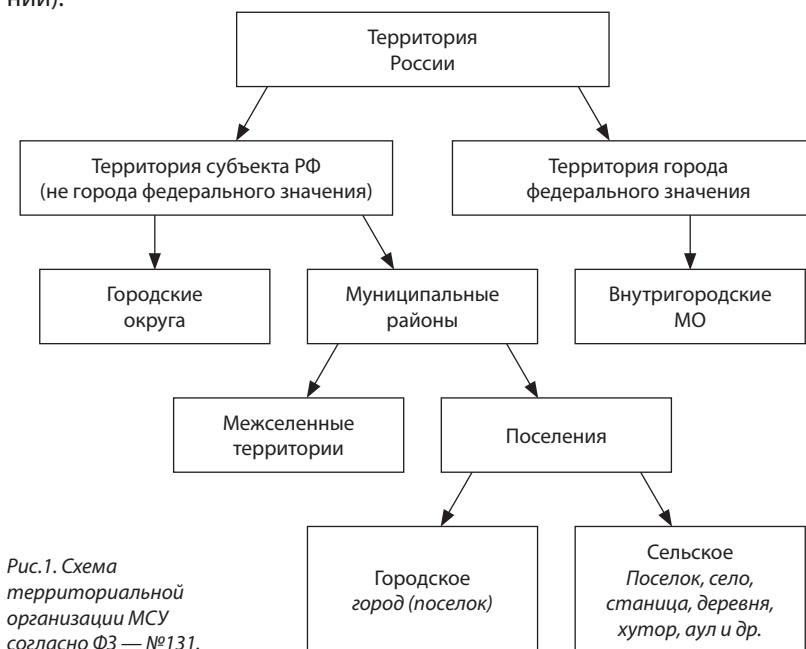 нии).
Территория
России
Территория субъекта РФ
(не города федерального значения)
Территория города
федерального значения
Городские
округа
Муниципальные
районы
Внутригородские
МО
Межселенные
территории
Поселения
Городское
город (поселок)
Сельское
Поселок, село,
станица, деревня,
хутор, аул и др.
Рис.1. Схема
территориальной
организации МСУ
согласно ФЗ — №131.